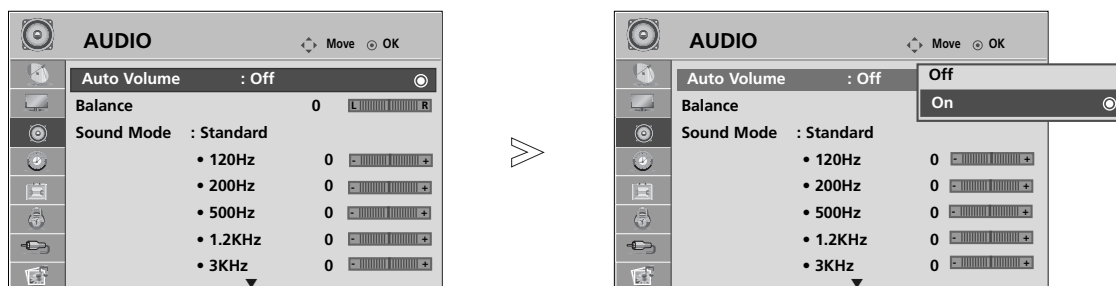 AUDIO Move OK
Auto Volume : Off
Balance 0 L R
Sound Mode : Standard
• 120Hz 0 - +
• 200Hz 0 - +
• 500Hz 0 - +
• 1.2KHz 0 - +
• 3KHz 0 - +
AUDIO Move OK
Auto Volume : Off
Off
On
Balance
Sound Mode : Standard
• 120Hz 0 - +
• 200Hz 0 - +
• 500Hz 0 - +
• 1.2KHz 0 - +
• 3KHz 0 - +